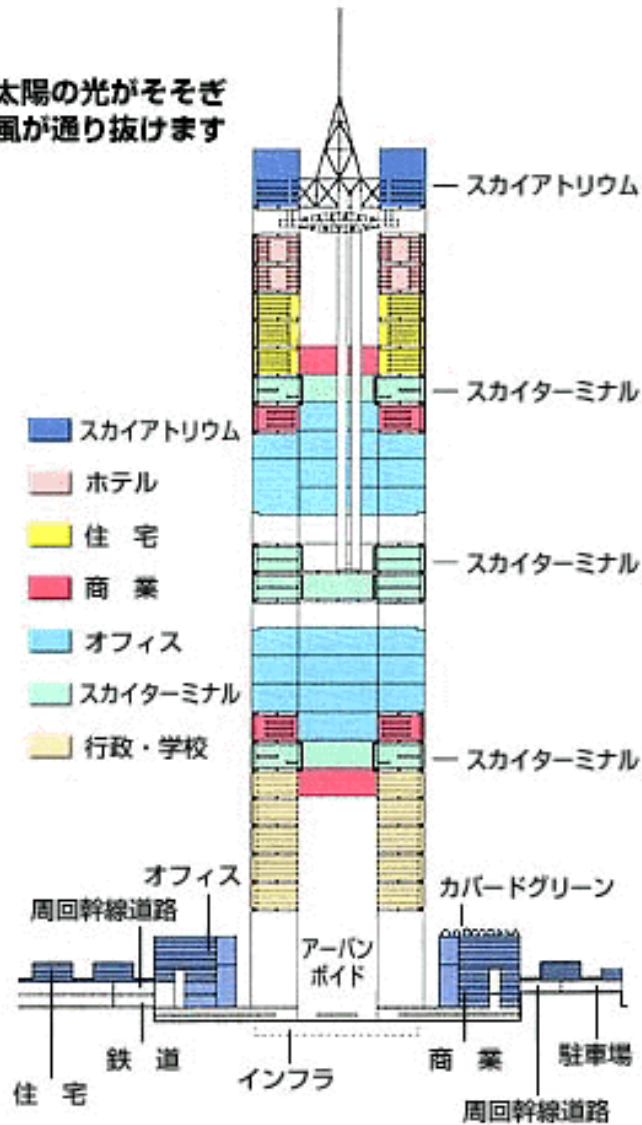 太陽の光がそそぎ
風が通り抜けます
スカイアトリウム
スカイターミナル
スカイアトリウム
ホテル
住 宅
商 業
オフィス
スカイターミナル
行政・学校
スカイターミナル
スカイターミナル
オフィス
周回幹線道路
カバードグリーン
アーバン
ボイド
鉄 道
インフラ
商 業
駐車場
住 宅
周回幹線道路